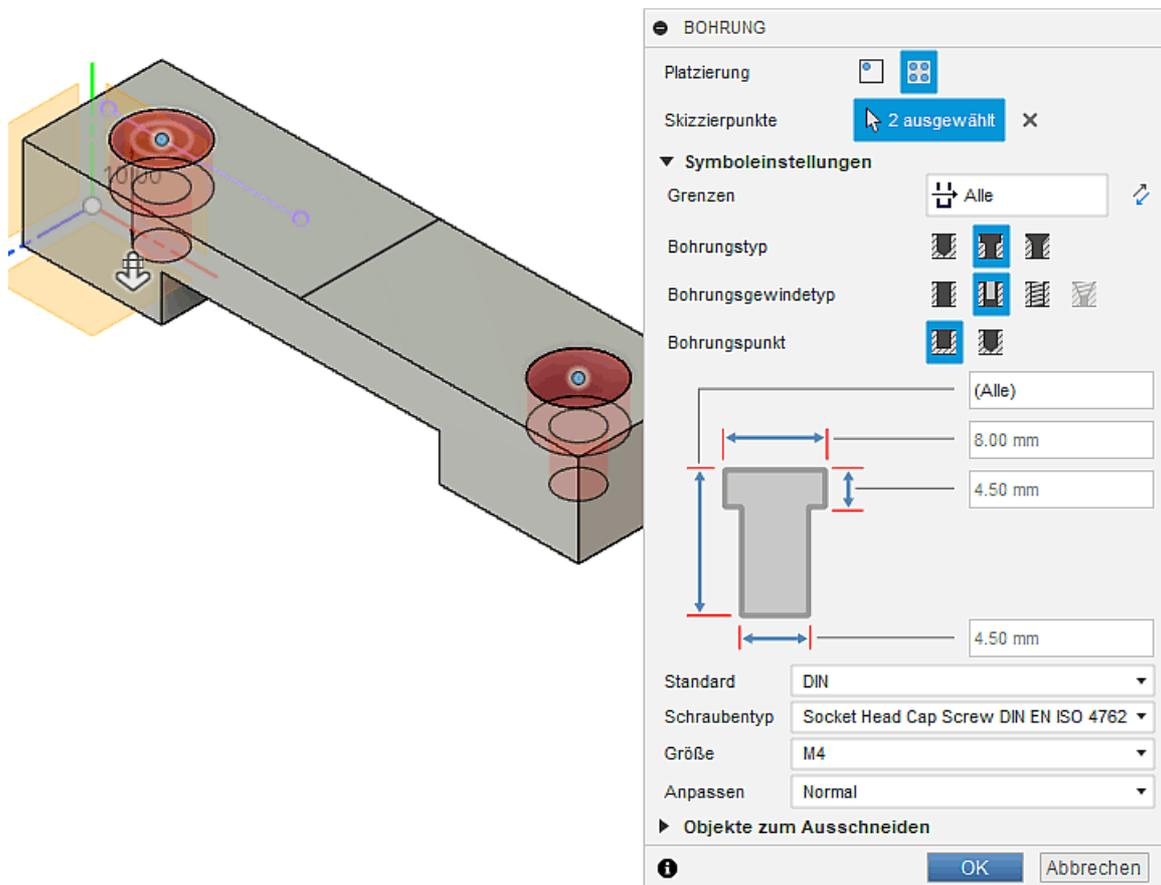 BOHRUNG
Platzierung
Skizzierpunkte 2 ausgewählt
Symboleinstellungen
Grenzen Alle
Bohrungstyp
Bohrungsgewindetyp
Bohrungspunkt
(Alle)
8.00 mm
4.50 mm
4.50 mm
Standard DIN
Schraubentyp Socket Head Cap Screw DIN EN ISO 4762
Größe M4
Anpassen Normal
Objekte zum Ausschneiden
OK Abbrechen
10.00